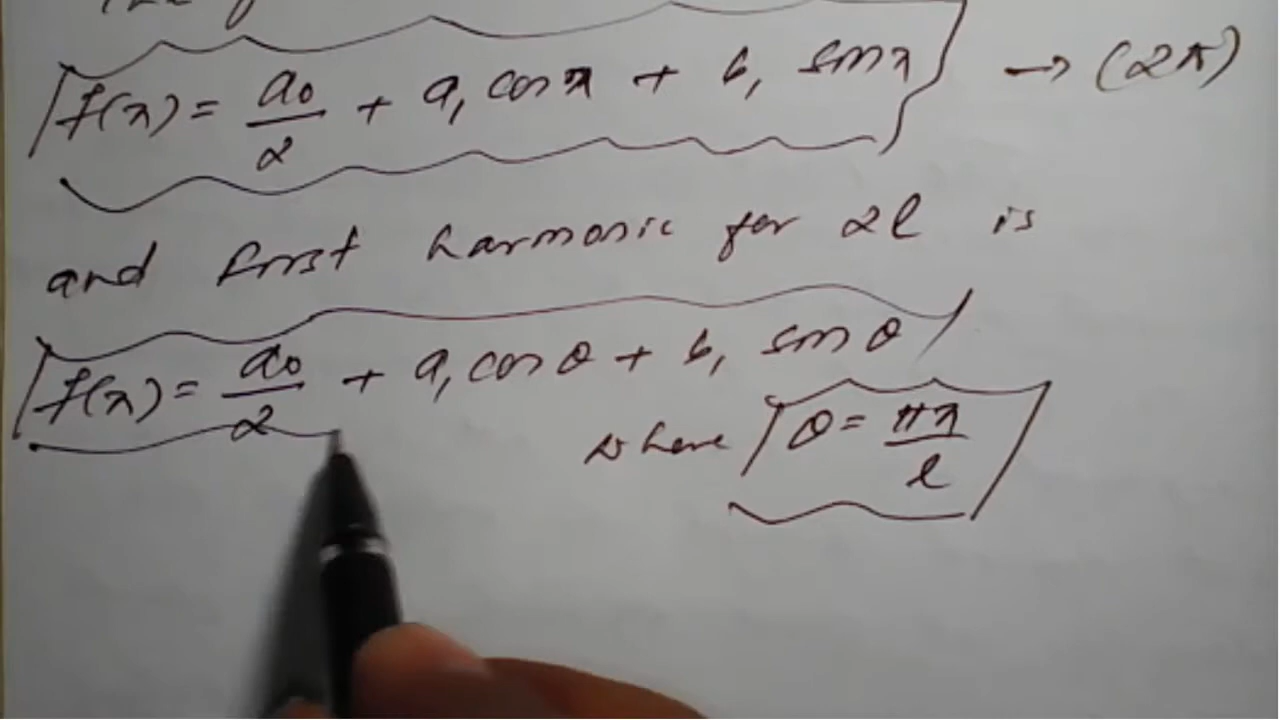 f(x) = a₀/2 + a₁ cos x + b₁ sin x → (2π)
and first harmonic for 2l is
f(x) = a₀/2 + a₁ cos θ + b₁ sin θ
where θ = πx/l